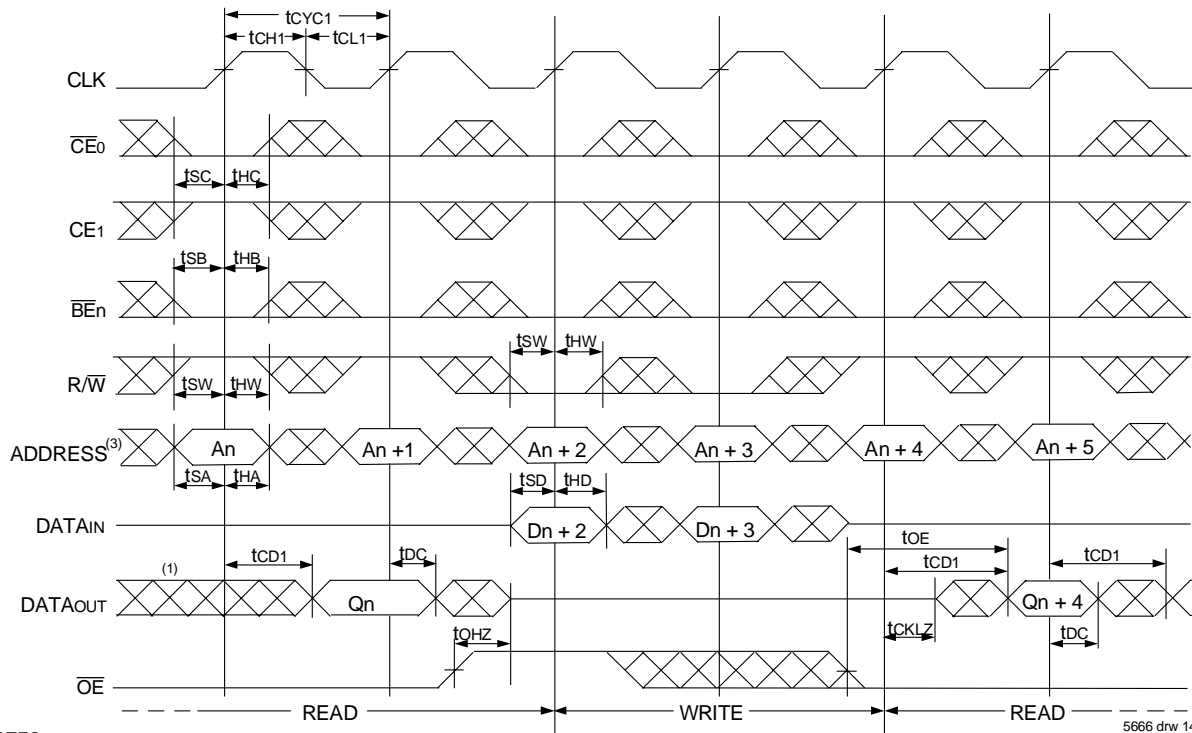 tCYC1
tCH1 tCL1
CLK
CE0
tSC tHC
CE1
tSB tHB
BEn
tSW tHW
R/W
tSW tHW
ADDRESS(3) An An +1 An + 2 An + 3 An + 4 An + 5
tSA tHA
tSD tHD
DATAIN Dn + 2 Dn + 3
tOE
tCD1 tDC tCD1 tCD1
(1)
DATAOUT Qn Qn + 4
tOHZ tCKLZ tDC
OE
READ WRITE READ
5666 drw 14